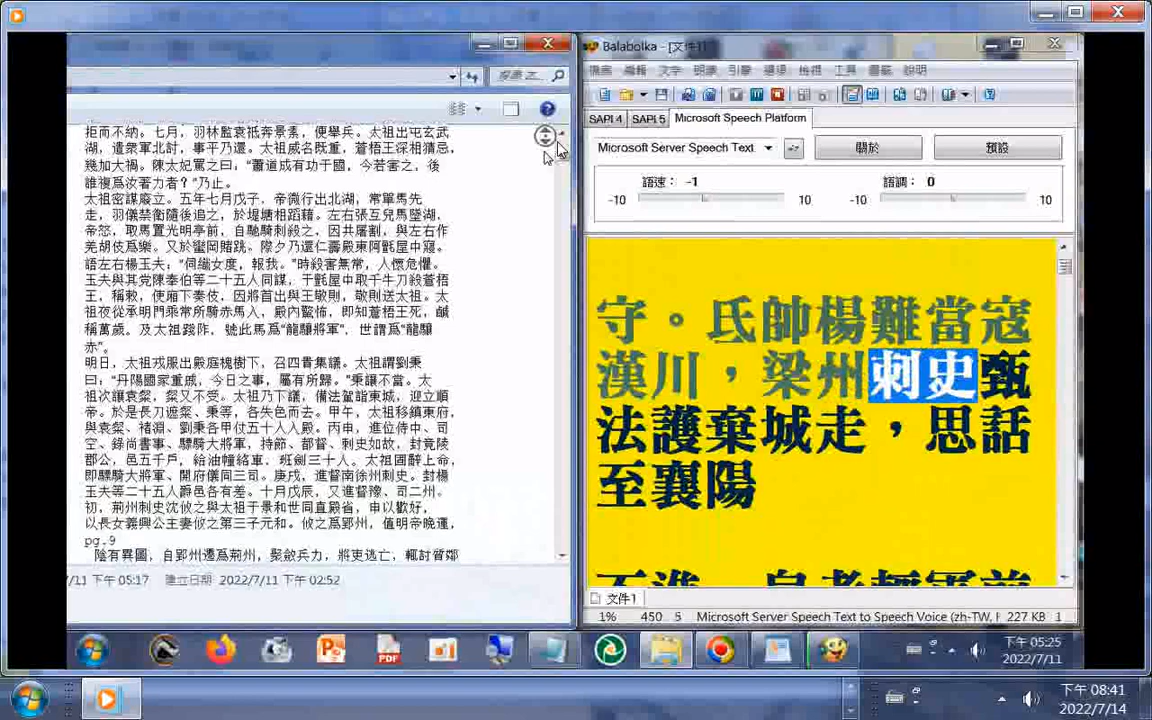 拒而不納。七月，羽林監袁祗奔景素，便舉兵。太祖出屯玄武
湖，遣衆軍北討，事平乃還。太祖威名既重，蒼梧王深相猜忌，
幾加大禍。陳太妃罵之曰：“蕭道成有功于國，今若害之，後
誰複爲汝著力者？”乃止。
太祖密謀廢立。五年七月戊子，帝微行出北湖，常單馬先
走，羽儀禁衛隨後追之，於堤塘相蹈藉。左右張互兒馬墜湖，
帝怒，取馬置光明亭前，自馳騎刺殺之，因共屠割，與左右作
羌胡伎爲樂。又於蠻岡賭跳。際夕乃還仁壽殿東阿氈屋中寢。
語左右楊玉夫：“伺織女度，報我。”時殺害無常，人懷危懼。
玉夫與其党陳奉伯等二十五人同謀，于氈屋中取千牛刀殺蒼梧
王，稱敕，使廂下奏伎，因將首出與王敬則，敬則送太祖。太
祖夜從承明門乘常所騎赤馬入，殿內驚怖，即知蒼梧王死，鹹
稱萬歲。及太祖踐阼，號此馬爲“龍驤將軍”，世謂爲“龍驤
赤”。
明日，太祖戎服出殿庭槐樹下，召四貴集議。太祖謂劉秉
曰：“丹陽國家重戚，今日之事，屬有所歸。”秉讓不當。太
祖次讓袁粲，粲又不受。太祖乃下議，備法駕詣東城，迎立順
帝。於是長刀遮粲、秉等，各失色而去。甲午，太祖移鎮東府，
與袁粲、褚淵、劉秉各甲仗五十人入殿。丙申，進位侍中、司
空、錄尚書事、驃騎大將軍，持節、都督、刺史如故，封竟陵
郡公，邑五千戶，給油幢絡車，班劍三十人。太祖固辭上命，
即驃騎大將軍、開府儀同三司。庚戌，進督南徐州刺史。封楊
玉夫等二十五人爵邑各有差。十月戊辰，又進督豫、司二州。
初，荊州刺史沈攸之與太祖于景和世同直殿省，申以歡好，
以長女義興公主妻攸之第三子元和。攸之爲郢州，值明帝晚運，
pg.9
陰有異圖，自郢州遷爲荊州，聚斂兵力，將吏逃亡，輒討質鄰
/11 下午 05:17 建立日期 2022/7/11 下午 02:52
Balabolka - [文件1]
檔案 編輯 文字 朗讀 引擎 選項 檢視 工具 書籤 說明
SAPI 4 SAPI 5 Microsoft Speech Platform
Microsoft Server Speech Text 關於 預設
語速： -1 語調： 0
-10 10 -10 10
守。氐帥楊難當寇
漢川，梁州刺史甄
法護棄城走，思話
至襄陽
文件1
1% 450 5 Microsoft Server Speech Text to Speech Voice (zh-TW, 227 KB 1
PDF
下午 05:25
2022/7/11
下午 08:41
2022/7/14